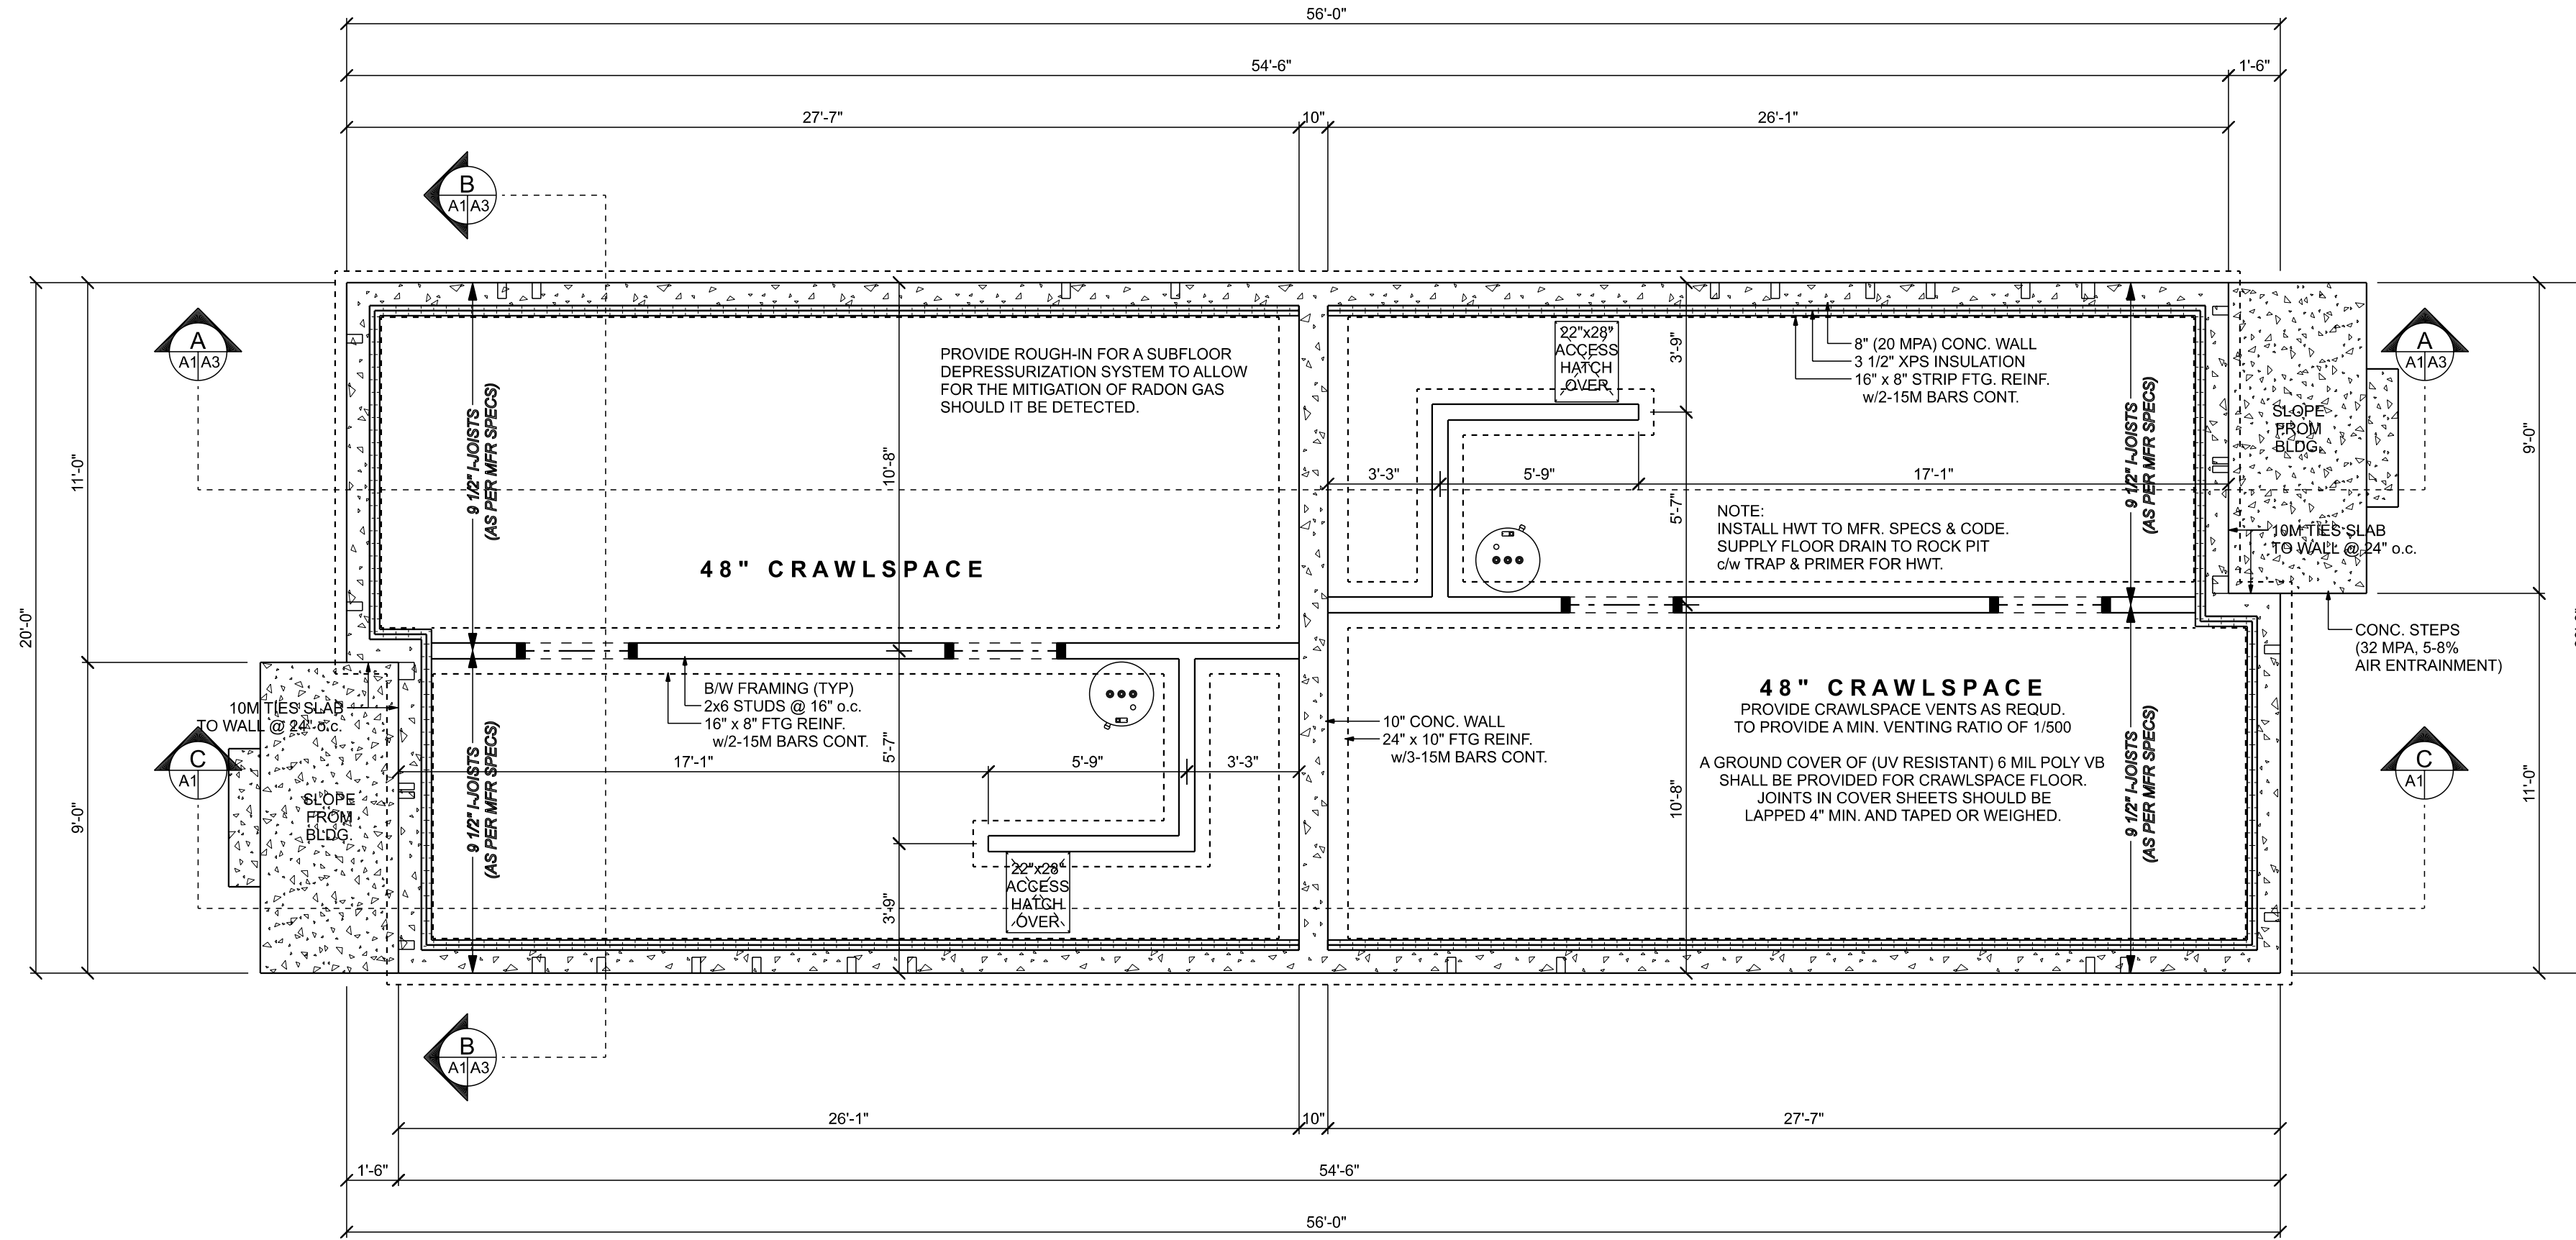 56'-0"
54'-6"
1'-6"
27'-7"
10"
26'-1"
B
A1 A3
A
A1 A3
A
A1 A3
11'-0"
20'-0"
9'-0"
9'-0"
11'-0"
9 1/2" I-JOISTS
(AS PER MFR SPECS)
10'-8"
PROVIDE ROUGH-IN FOR A SUBFLOOR
DEPRESSURIZATION SYSTEM TO ALLOW
FOR THE MITIGATION OF RADON GAS
SHOULD IT BE DETECTED.
48" CRAWLSPACE
22"x28"
ACCESS
HATCH
OVER
3'-9"
8" (20 MPA) CONC. WALL
3 1/2" XPS INSULATION
16" x 8" STRIP FTG. REINF.
w/2-15M BARS CONT.
9 1/2" I-JOISTS
(AS PER MFR SPECS)
SLOPE
FROM
BLDG.
3'-3"
5'-9"
17'-1"
5'-7"
NOTE:
INSTALL HWT TO MFR. SPECS & CODE.
SUPPLY FLOOR DRAIN TO ROCK PIT
c/w TRAP & PRIMER FOR HWT.
10M TIES SLAB
TO WALL @ 24" o.c.
CONC. STEPS
(32 MPA, 5-8%
AIR ENTRAINMENT)
10M TIES SLAB
TO WALL @ 24" o.c.
B/W FRAMING (TYP)
2x6 STUDS @ 16" o.c.
16" x 8" FTG REINF.
w/2-15M BARS CONT.
5'-7"
17'-1"
5'-9"
3'-3"
10" CONC. WALL
24" x 10" FTG REINF.
w/3-15M BARS CONT.
48" CRAWLSPACE
PROVIDE CRAWLSPACE VENTS AS REQUD.
TO PROVIDE A MIN. VENTING RATIO OF 1/500
A GROUND COVER OF (UV RESISTANT) 6 MIL POLY VB
SHALL BE PROVIDED FOR CRAWLSPACE FLOOR.
JOINTS IN COVER SHEETS SHOULD BE
LAPPED 4" MIN. AND TAPED OR WEIGHED.
10'-8"
9 1/2" I-JOISTS
(AS PER MFR SPECS)
9 1/2" I-JOISTS
(AS PER MFR SPECS)
C
A1
C
A1
SLOPE
FROM
BLDG.
22"x28"
ACCESS
HATCH
OVER
3'-9"
B
A1 A3
26'-1"
10"
27'-7"
1'-6"
54'-6"
56'-0"